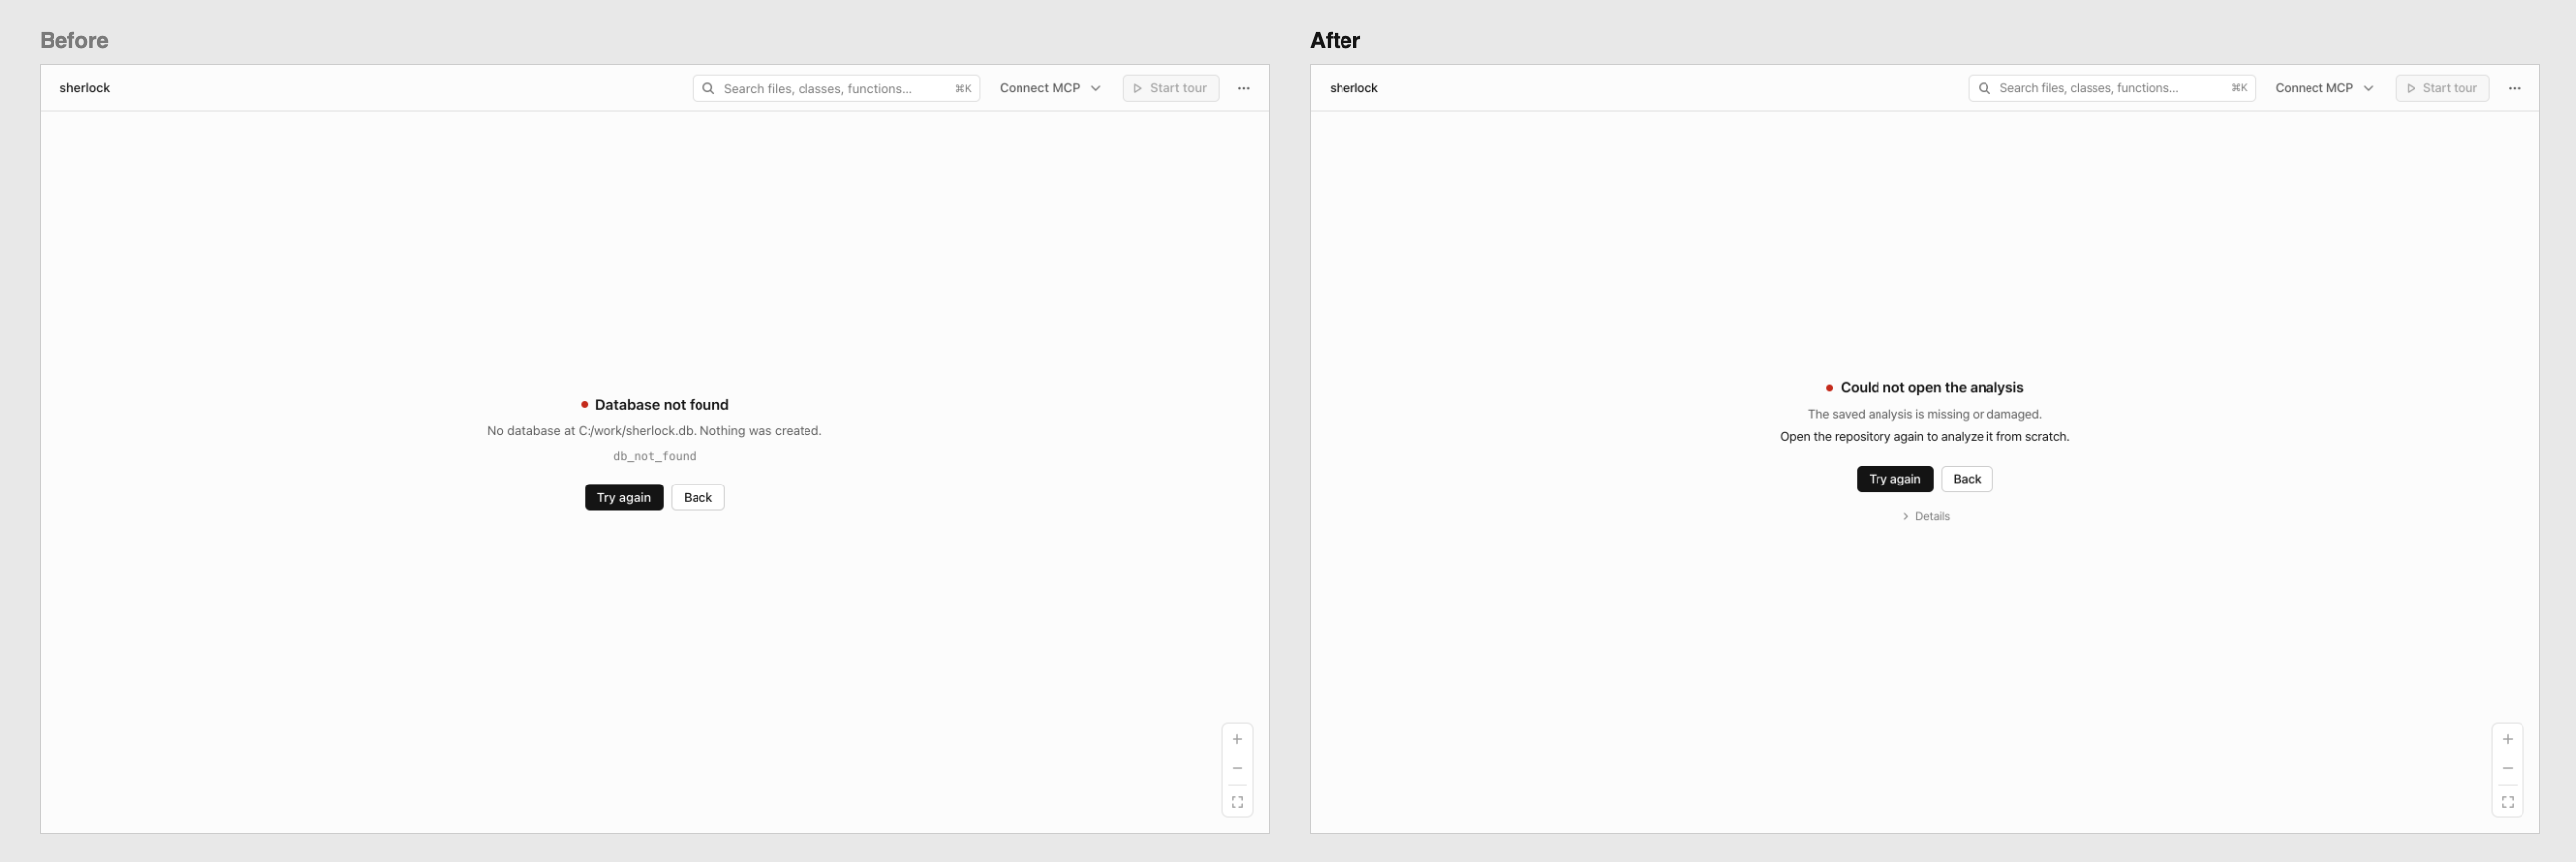 Before
sherlock
Search files, classes, functions... ⌘K
Connect MCP
Start tour
Database not found
No database at C:/work/sherlock.db. Nothing was created.
db_not_found
Try again
Back
After
sherlock
Search files, classes, functions... ⌘K
Connect MCP
Start tour
Could not open the analysis
The saved analysis is missing or damaged.
Open the repository again to analyze it from scratch.
Try again
Back
Details